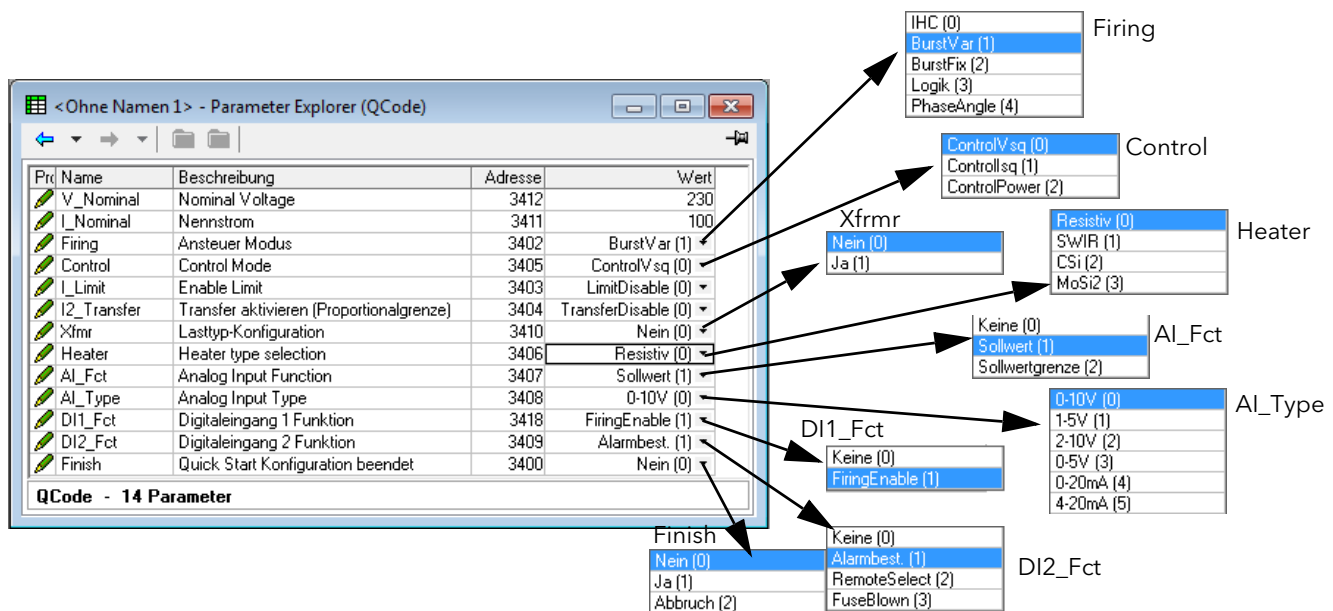 IHC (0)
BurstVar (1)
BurstFix (2)
Logik (3)
PhaseAngle (4)
Firing
<Ohne Namen 1> - Parameter Explorer (QCode)
ControlVsq (0)
ControlIsq (1)
ControlPower (2)
Control
Name Beschreibung Adresse Wert
V_Nominal Nominal Voltage 3412 230
I_Nominal Nennstrom 3411 100
Firing Ansteuer Modus 3402 BurstVar (1)
Control Control Mode 3405 ControlVsq (0)
I_Limit Enable Limit 3403 LimitDisable (0)
I2_Transfer Transfer aktivieren (Proportionalgrenze) 3404 TransferDisable (0)
Xfmr Lasttyp-Konfiguration 3410 Nein (0)
Heater Heater type selection 3406 Resistiv (0)
AI_Fct Analog Input Function 3407 Sollwert (1)
AI_Type Analog Input Type 3408 0-10V (0)
DI1_Fct Digitaleingang 1 Funktion 3418 FiringEnable (1)
DI2_Fct Digitaleingang 2 Funktion 3409 Alarmbest. (1)
Finish Quick Start Konfiguration beendet 3400 Nein (0)
QCode - 14 Parameter
Xfrmr
Nein (0)
Ja (1)
Resistiv (0)
SWIR (1)
CSi (2)
MoSi2 (3)
Heater
Keine (0)
Sollwert (1)
Sollwertgrenze (2)
AI_Fct
0-10V (0)
1-5V (1)
2-10V (2)
0-5V (3)
0-20mA (4)
4-20mA (5)
AI_Type
DI1_Fct
Keine (0)
FiringEnable (1)
Finish
Nein (0)
Ja (1)
Abbruch (2)
Keine (0)
Alarmbest. (1)
RemoteSelect (2)
FuseBlown (3)
DI2_Fct